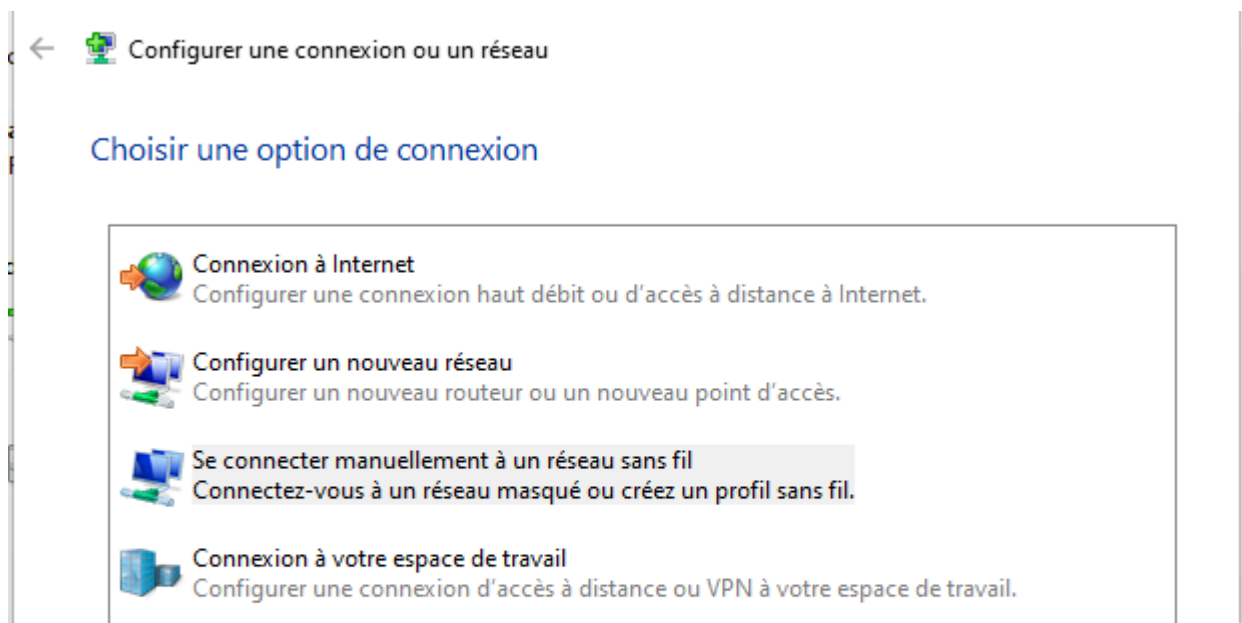 Configurer une connexion ou un réseau
Choisir une option de connexion
Connexion à Internet
Configurer une connexion haut débit ou d'accès à distance à Internet.
Configurer un nouveau réseau
Configurer un nouveau routeur ou un nouveau point d'accès.
Se connecter manuellement à un réseau sans fil
Connectez-vous à un réseau masqué ou créez un profil sans fil.
Connexion à votre espace de travail
Configurer une connexion d'accès à distance ou VPN à votre espace de travail.